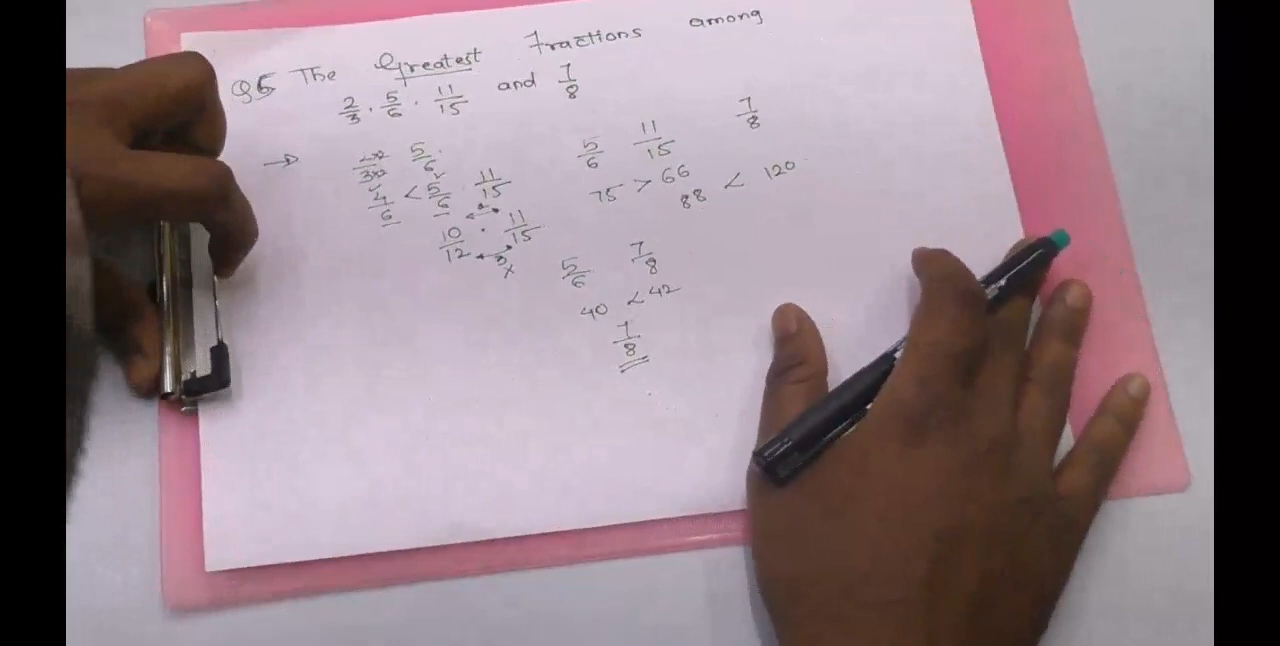 Q5 The Greatest Fractions among
2/3 , 5/6 , 11/15 and 7/8
→ 2×2/3×2 5/6
4/6 < 5/6 11/15
10/12 , 11/15
5/6 11/15 7/8
75 > 66
88 < 120
5/6 7/8
40 < 42
7/8